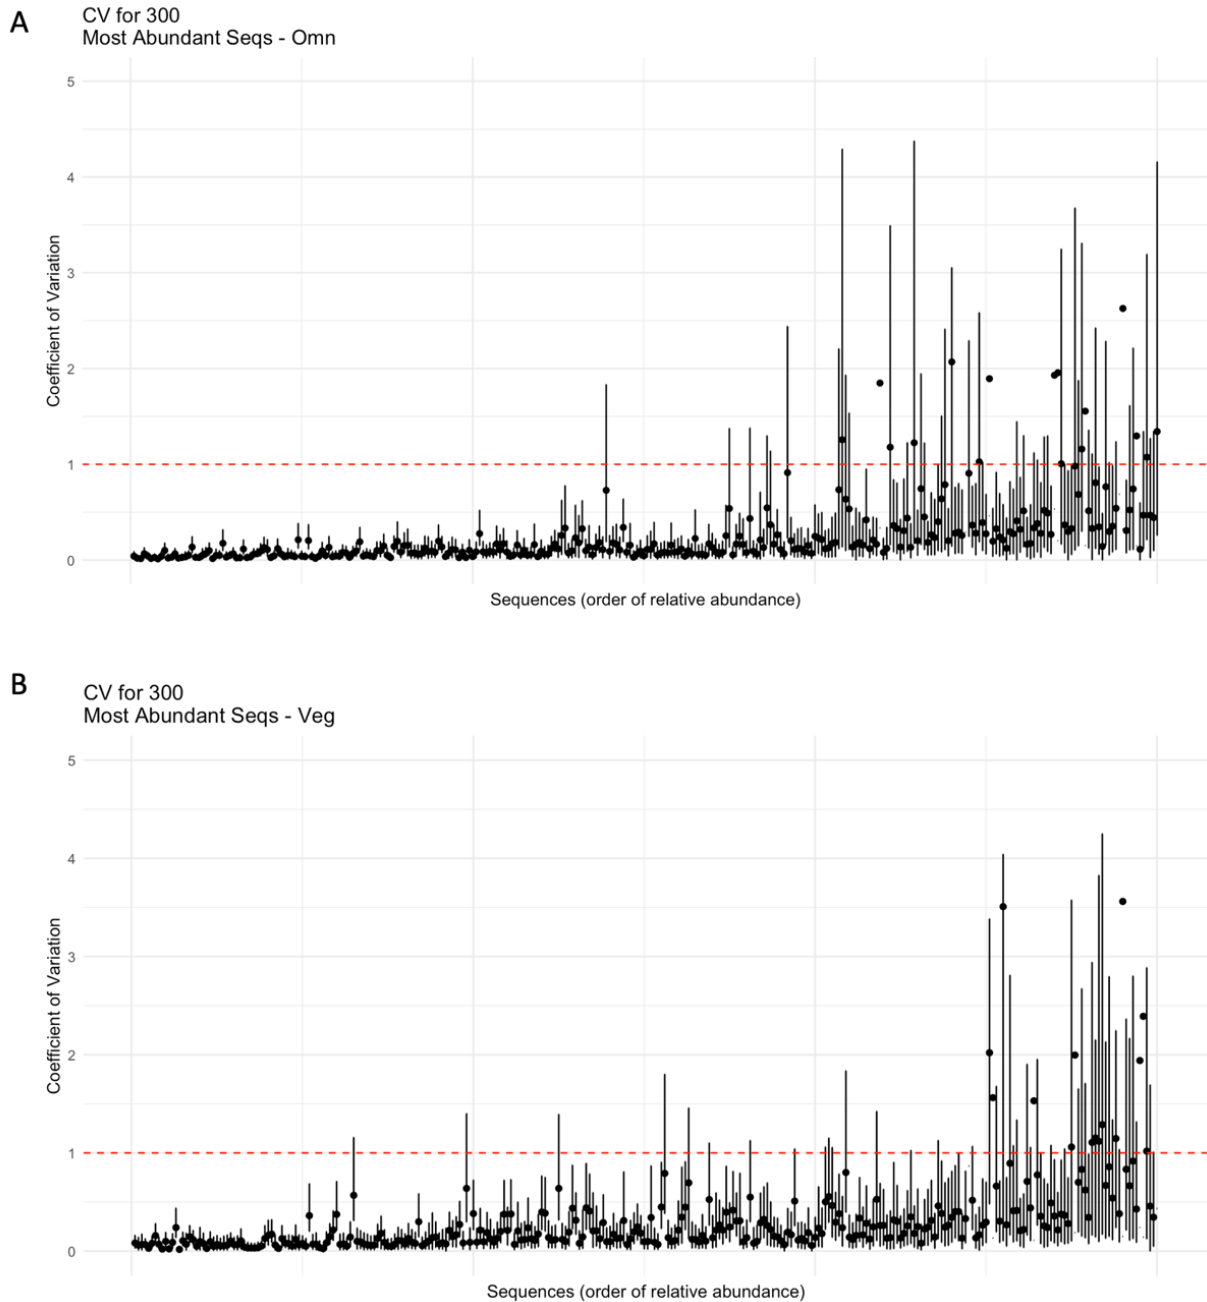 A
CV for 300
Most Abundant Seqs - Omn
5
4
3
2
1
0
Coefficient of Variation
Sequences (order of relative abundance)
B
CV for 300
Most Abundant Seqs - Veg
5
4
3
2
1
0
Coefficient of Variation
Sequences (order of relative abundance)